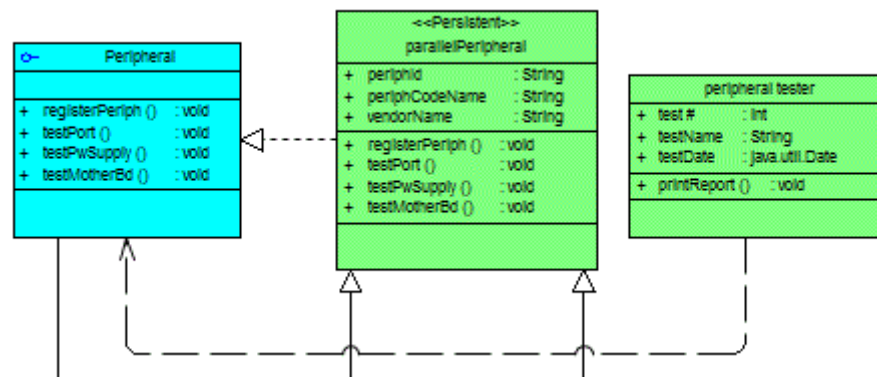 Peripheral
+ registerPeriph () : void
+ testPort () : void
+ testPwSupply () : void
+ testMotherBd () : void
<<Persistent>>
parallelPeripheral
+ periphId : String
+ periphCodeName : String
+ vendorName : String
+ registerPeriph () : void
+ testPort () : void
+ testPwSupply () : void
+ testMotherBd () : void
peripheral tester
+ test # : int
+ testName : String
+ testDate : java.util.Date
+ printReport () : void